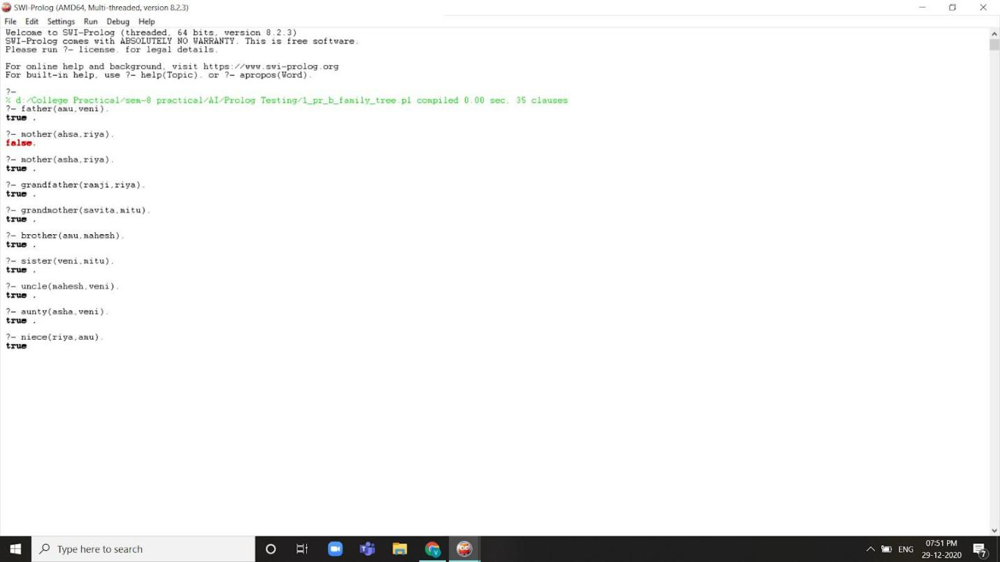 SWI-Prolog (AMD64, Multi-threaded, version 8.2.3)
File Edit Settings Run Debug Help
Welcome to SWI-Prolog (threaded, 64 bits, version 8.2.3)
SWI-Prolog comes with ABSOLUTELY NO WARRANTY. This is free software.
Please run ?- license. for legal details.
For online help and background, visit https://www.swi-prolog.org
For built-in help, use ?- help(Topic). or ?- apropos(Word).
?-
% d:/College Practical/sem-8 practical/AI/Prolog Testing/1_pr_b_family_tree.pl compiled 0.00 sec, 35 clauses
?- father(amu,veni).
true .
?- mother(ahsa,riya).
false.
?- mother(asha,riya).
true .
?- grandfather(ramji,riya).
true .
?- grandmother(savita,mitu).
true .
?- brother(amu,mahesh).
true .
?- sister(veni,mitu).
true .
?- uncle(mahesh,veni).
true .
?- aunty(asha,veni).
true .
?- niece(riya,amu).
true
Type here to search
ENG
07:51 PM
29-12-2020
7